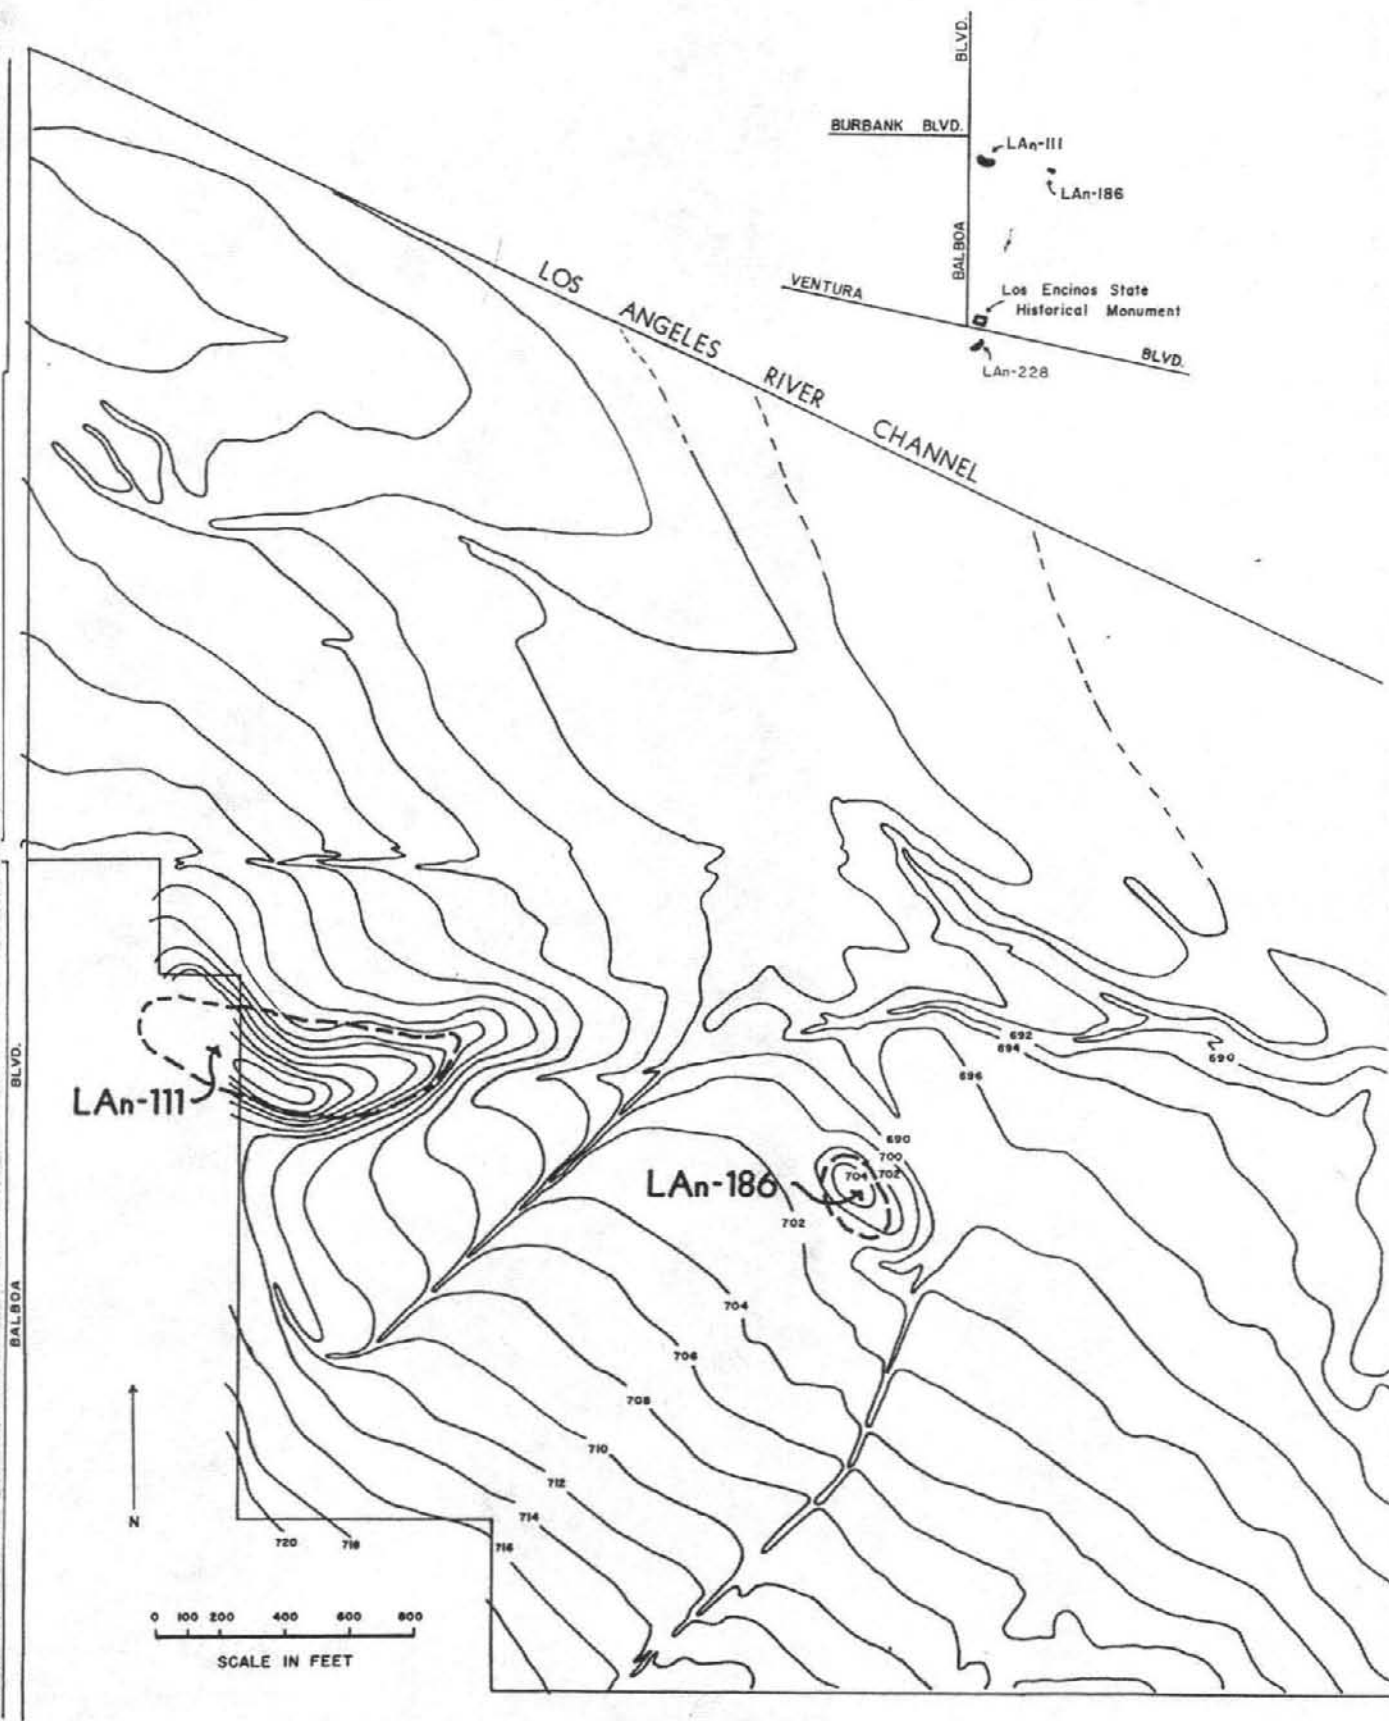 BLVD.
BURBANK BLVD.
LAn-111
LAn-186
BALBOA
VENTURA
Los Encinos State
Historical Monument
BLVD.
LAn-228
LOS ANGELES RIVER CHANNEL
692
694
690
696
BLVD.
LAn-111
690
700
704
702
LAn-186
702
BALBOA
704
706
708
710
712
714
716
720
718
N
0 100 200 400 600 800
SCALE IN FEET